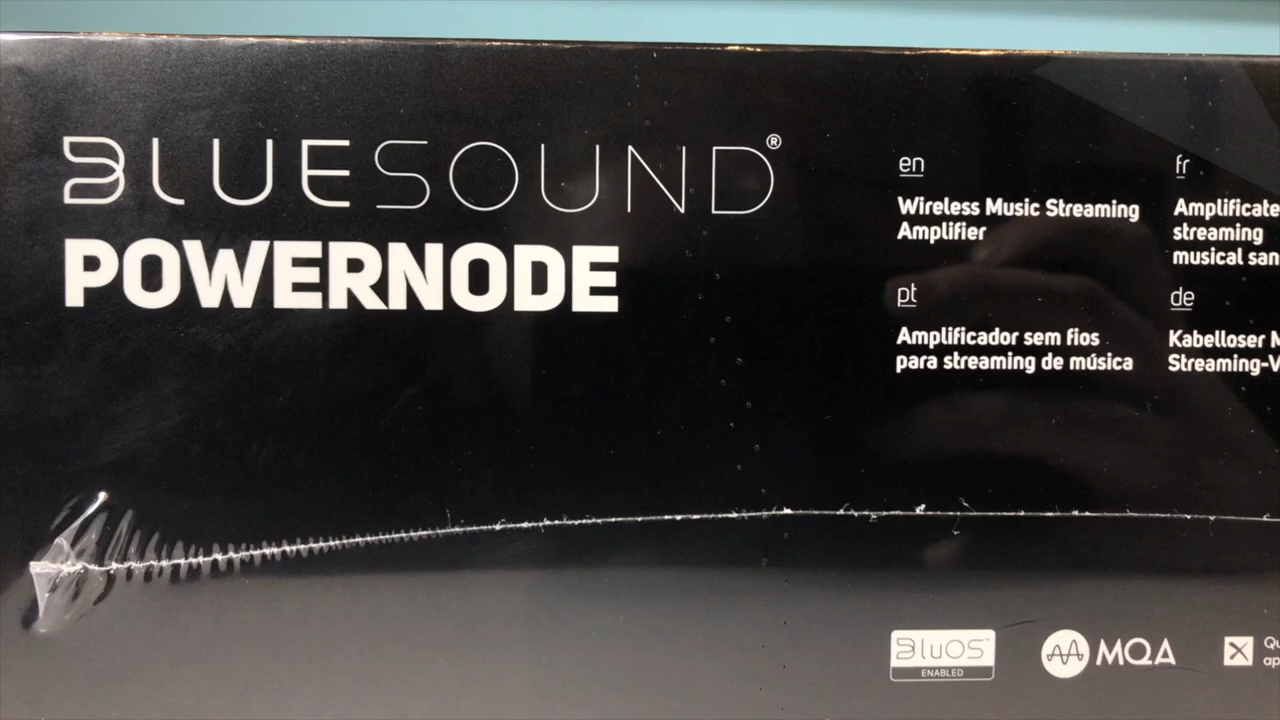 BLUESOUND®
POWERNODE
en
Wireless Music Streaming
Amplifier
fr
streaming
musical
pt
Amplificador sem fios
para streaming de música
de
Kabelloser
BluOS™
ENABLED
MQA